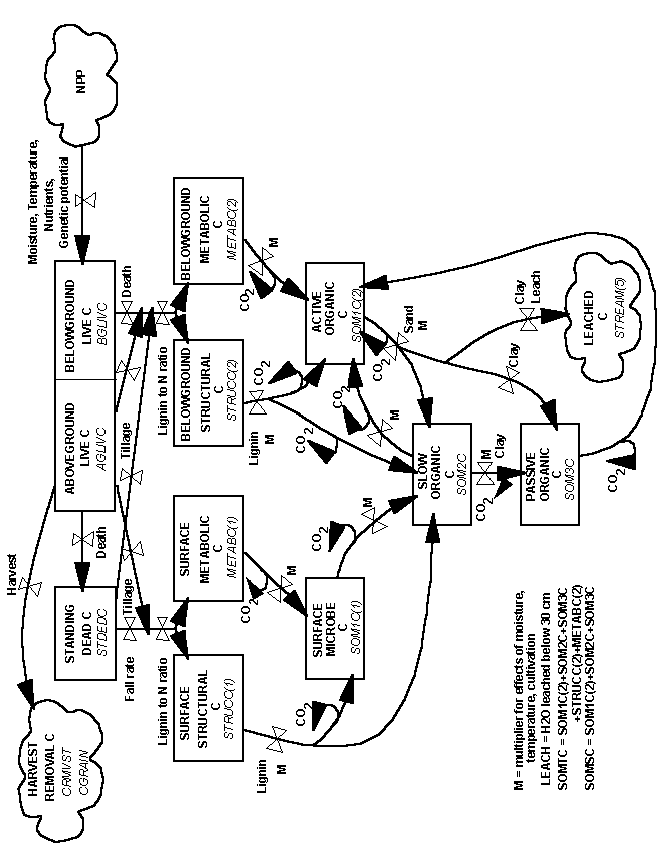 HARVEST
REMOVAL C
CRMVST
CGRAIN
Harvest
NPP
Moisture, Temperature,
Nutrients,
Genetic potential
STANDING
DEAD C
STDEDC
Death
ABOVEGROUND
LIVE C
AGLIVC
BELOWGROUND
LIVE C
BGLIVC
Fall rate
Tillage
Tillage
Death
Lignin to N ratio
Lignin to N ratio
SURFACE
STRUCTURAL
C
STRUCC(1)
SURFACE
METABOLIC
C
METABC(1)
BELOWGROUND
STRUCTURAL
C
STRUCC(2)
BELOWGROUND
METABOLIC
C
METABC(2)
Lignin
M
CO2
M
Lignin
M
CO2
CO2
M
CO2
SURFACE
MICROBE
C
SOM1C(1)
CO2
CO2
M
ACTIVE
ORGANIC
C
SOM1C(2)
CO2
M
CO2
Sand
M
SLOW
ORGANIC
C
SOM2C
CO2
M
Clay
Clay
Clay
Leach
PASSIVE
ORGANIC
C
SOM3C
CO2
LEACHED
C
STREAM(5)
M = multiplier for effects of moisture,
temperature, cultivation
LEACH = H2O leached below 30 cm
SOMTC = SOM1C(2)+SOM2C+SOM3C
+STRUCC(2)+METABC(2)
SOMSC = SOM1C(2)+SOM2C+SOM3C